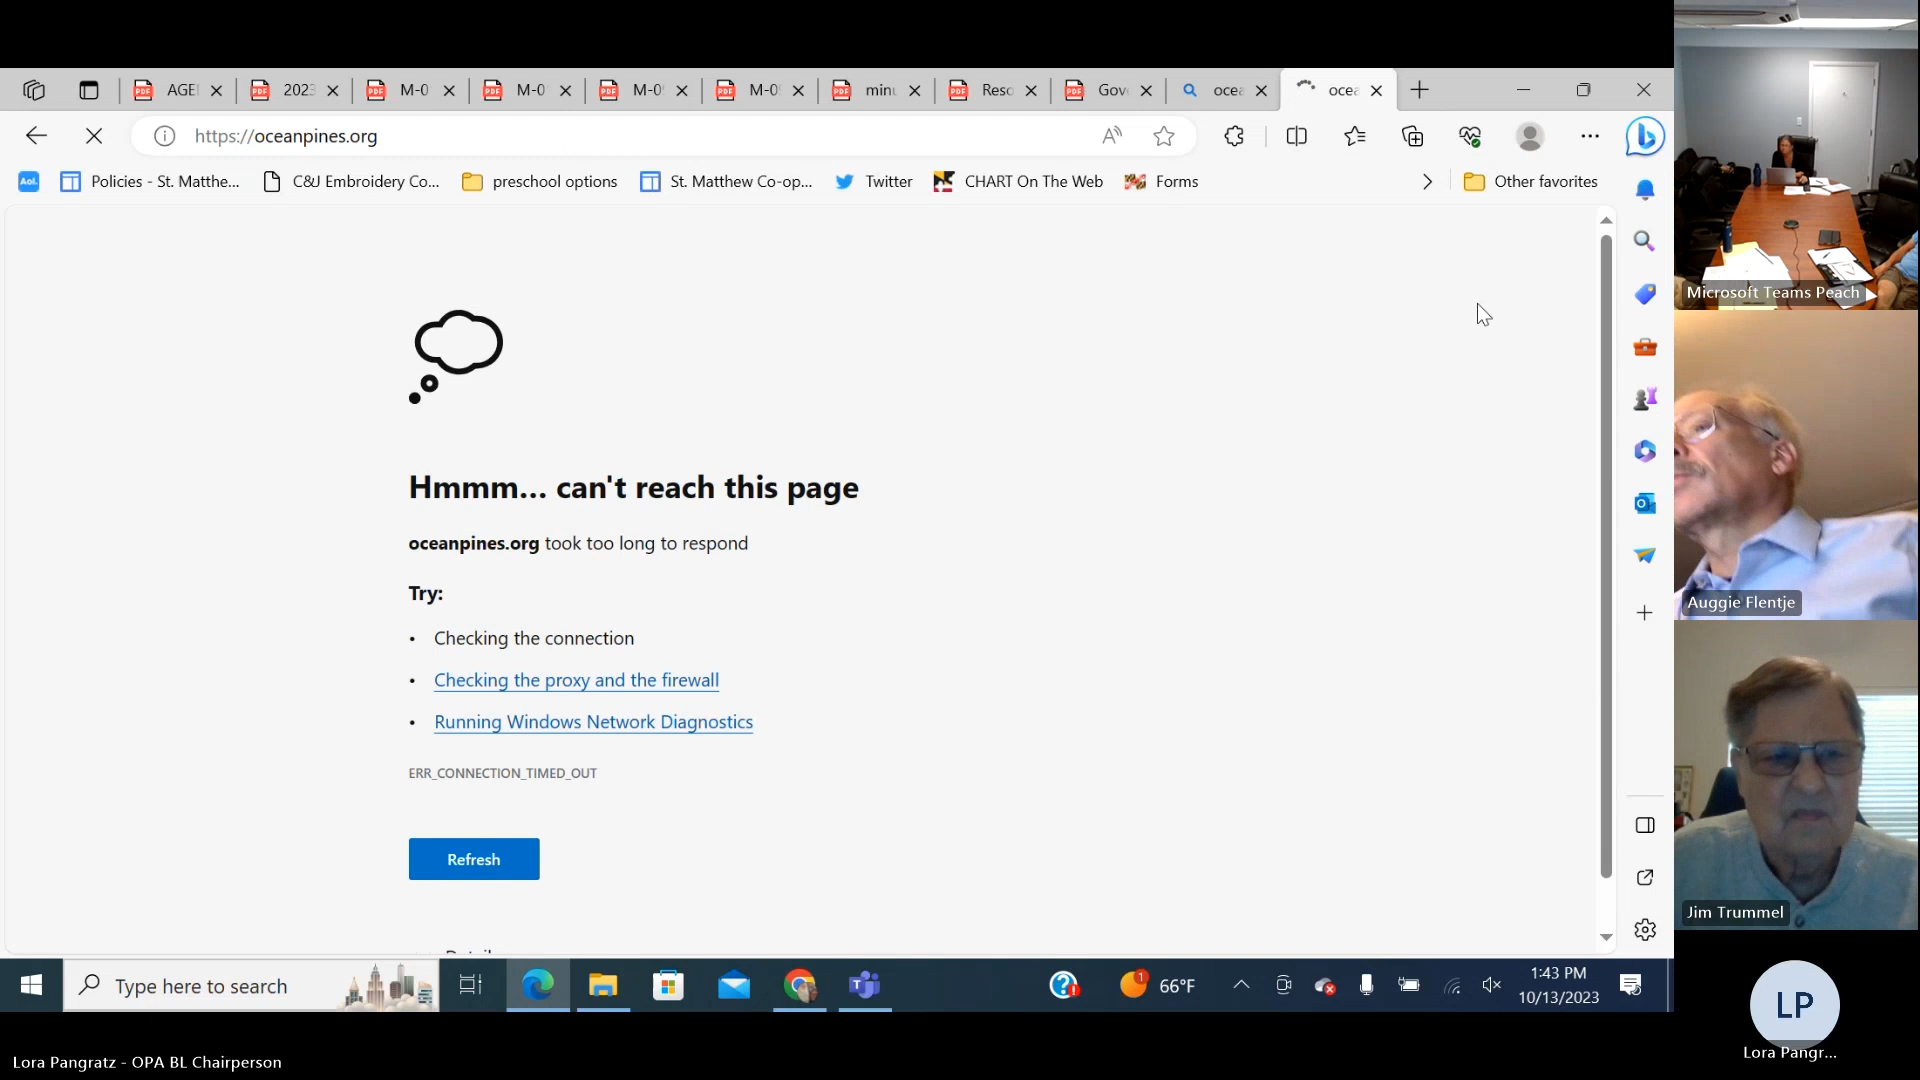 AGE
2023
M-0
M-0
M-0
M-0
minu
Reso
Gov
ocea
ocea
https://oceanpines.org
Aol.
Policies - St. Matthe...
C&J Embroidery Co...
preschool options
St. Matthew Co-op...
Twitter
CHART On The Web
Forms
Other favorites
Hmmm... can't reach this page
oceanpines.org took too long to respond
Try:
• Checking the connection
• Checking the proxy and the firewall
• Running Windows Network Diagnostics
ERR_CONNECTION_TIMED_OUT
Refresh
Type here to search
1
66°F
1:43 PM
10/13/2023
Microsoft Teams Peach
Auggie Flentje
Jim Trummel
LP
Lora Pangr...
Lora Pangratz - OPA BL Chairperson